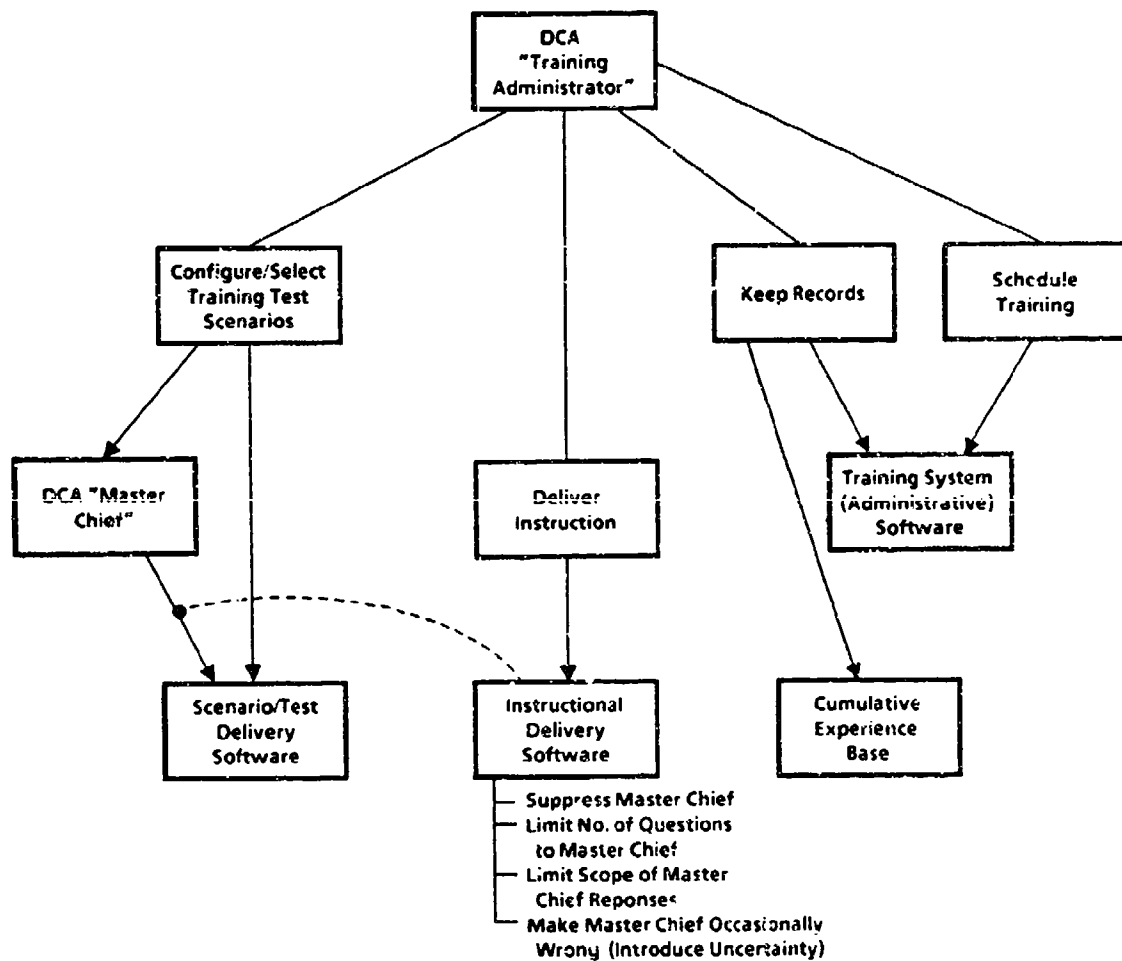 DCA
"Training
Administrator"
Configure/Select
Training Test
Scenarios
Keep Records
Schedule
Training
DCA "Master
Chief"
Deliver
Instruction
Training System
(Administrative)
Software
Scenario/Test
Delivery
Software
Instructional
Delivery
Software
Cumulative
Experience
Base
Suppress Master Chief
Limit No. of Questions
to Master Chief
Limit Scope of Master
Chief Reponses
Make Master Chief Occasionally
Wrong (Introduce Uncertainty)